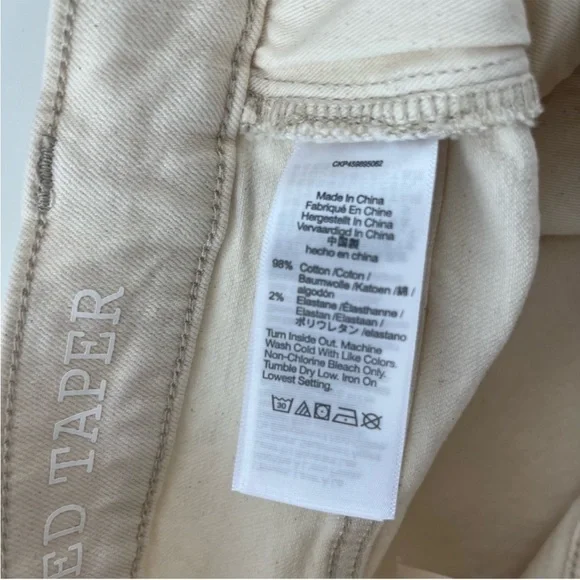 CKP459895062
Made In China
Fabriqué En Chine
Hergestellt In China
Vervaardigd In China
中国製
hecho en china
98% Cotton /Coton /
Baumwolle /Katoen /綿 /
algodón
2% Elastane /Élasthanne /
Elastan /Elastaan /
ポリウレタン /elastano
Turn Inside Out. Machine
Wash Cold With Like Colors.
Non-Chlorine Bleach Only.
Tumble Dry Low. Iron On
Lowest Setting.
30
ED TAPER